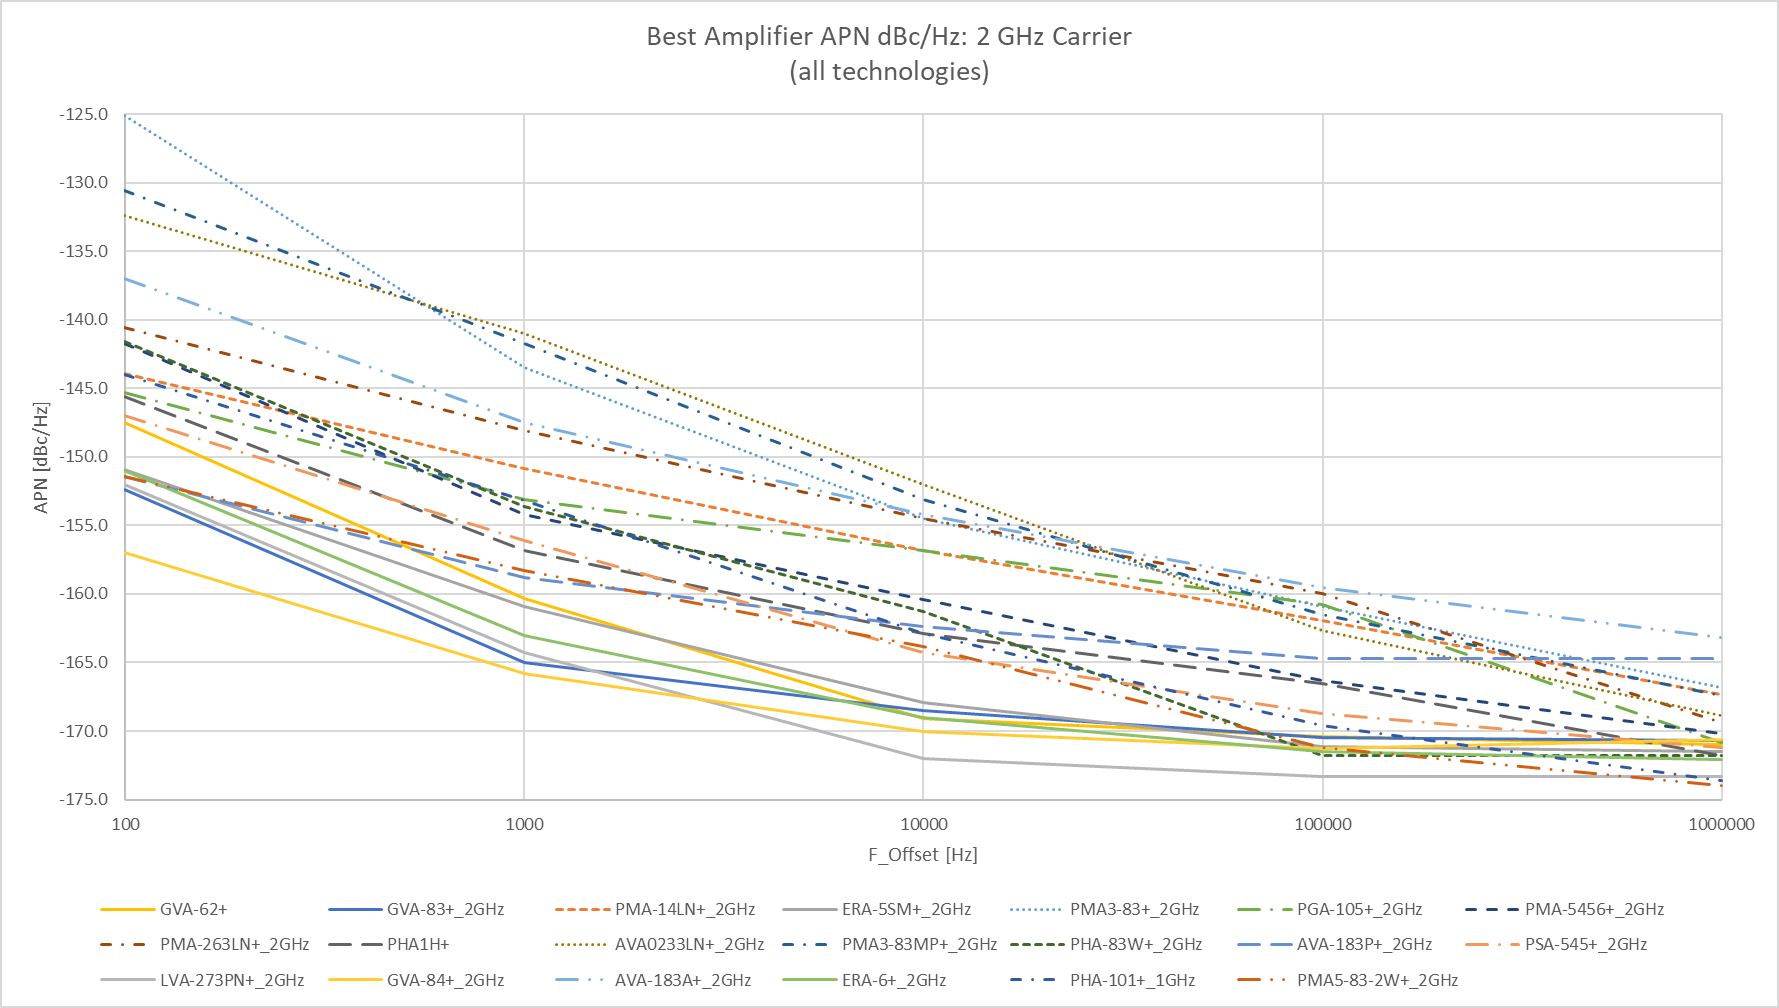 Best Amplifier APN dBc/Hz: 2 GHz Carrier
(all technologies)
-125.0
-130.0
-135.0
-140.0
-145.0
-150.0
-155.0
-160.0
-165.0
-170.0
-175.0
APN [dBc/Hz]
100 1000 10000 100000 1000000
F_Offset [Hz]
GVA-62+ GVA-83+_2GHz PMA-14LN+_2GHz ERA-5SM+_2GHz PMA3-83+_2GHz PGA-105+_2GHz PMA-5456+_2GHz
PMA-263LN+_2GHz PHA1H+ AVA0233LN+_2GHz PMA3-83MP+_2GHz PHA-83W+_2GHz AVA-183P+_2GHz PSA-545+_2GHz
LVA-273PN+_2GHz GVA-84+_2GHz AVA-183A+_2GHz ERA-6+_2GHz PHA-101+_1GHz PMA5-83-2W+_2GHz